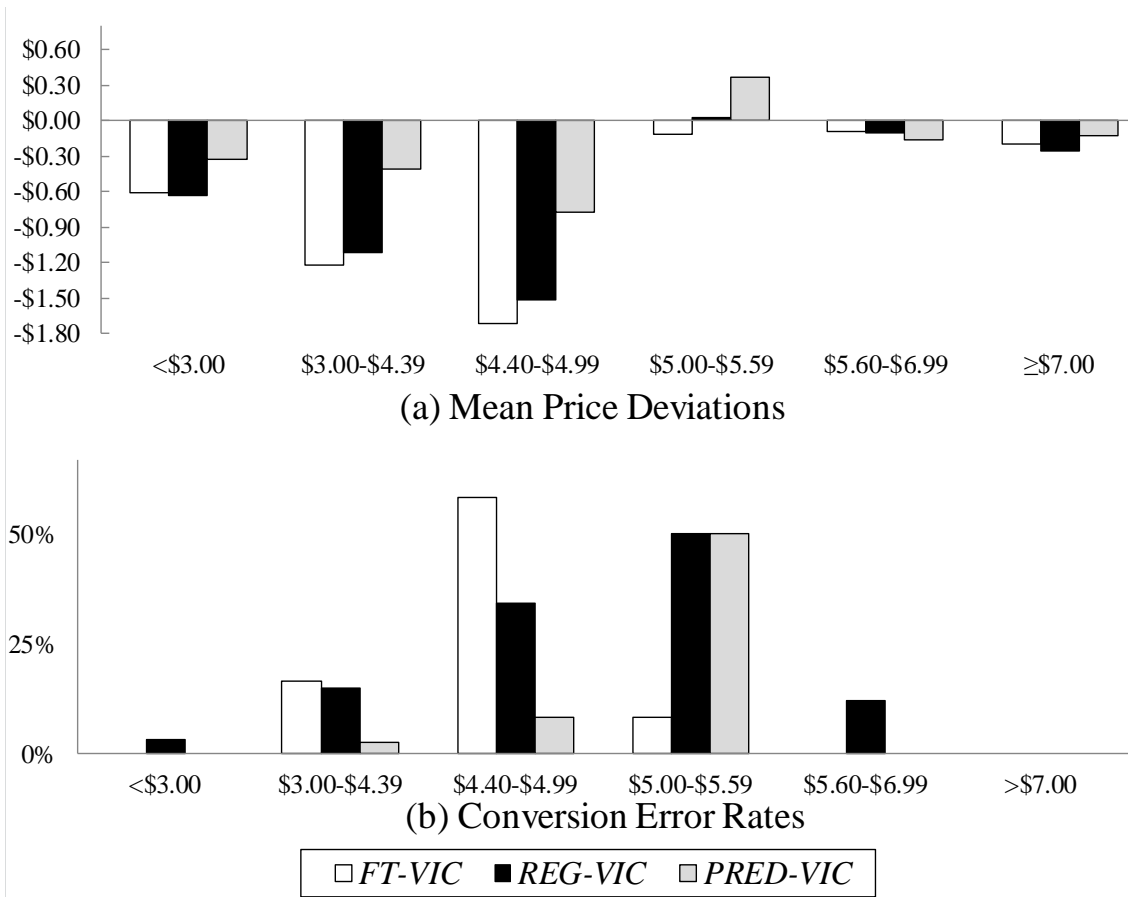 $0.60
$0.30
$0.00
-$0.30
-$0.60
-$0.90
-$1.20
-$1.50
-$1.80
<$3.00 $3.00-$4.39 $4.40-$4.99 $5.00-$5.59 $5.60-$6.99 ≥$7.00
(a) Mean Price Deviations
50%
25%
0%
<$3.00 $3.00-$4.39 $4.40-$4.99 $5.00-$5.59 $5.60-$6.99 >$7.00
(b) Conversion Error Rates
FT-VIC REG-VIC PRED-VIC